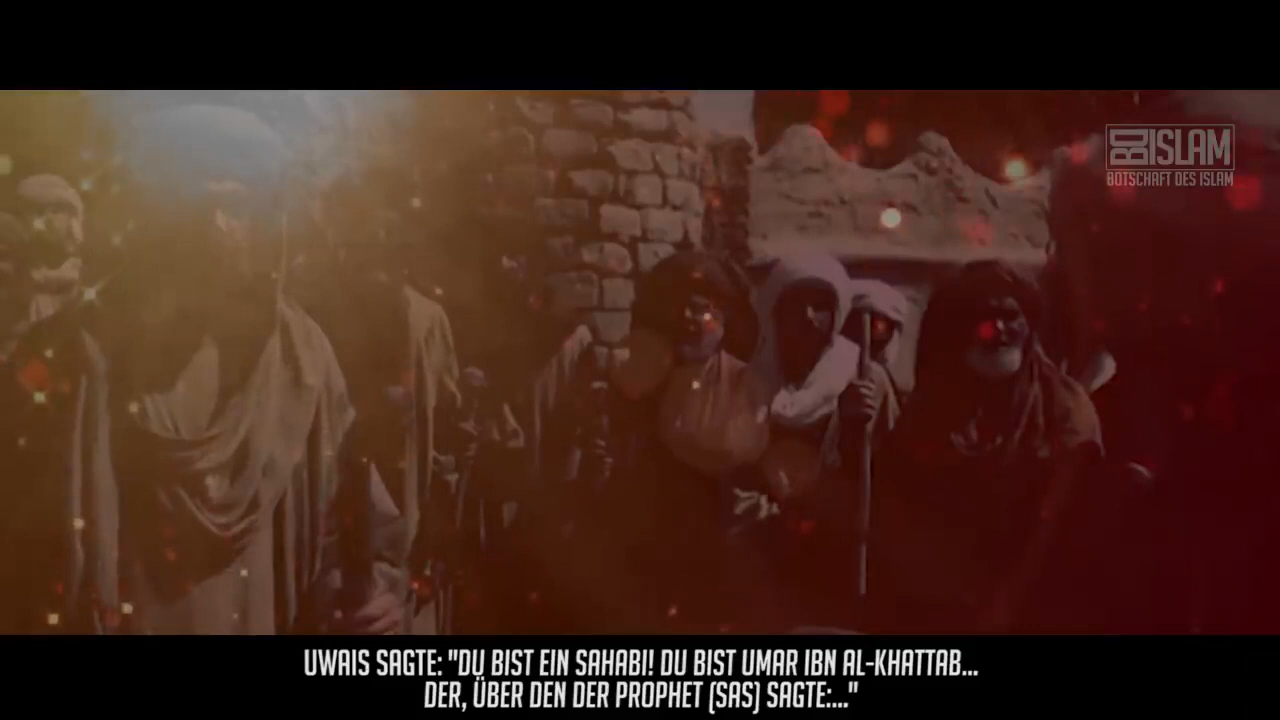 BDISLAM
BOTSCHAFT DES ISLAM
UWAIS SAGTE: "DU BIST EIN SAHABI! DU BIST UMAR IBN AL-KHATTAB...
DER, ÜBER DEN DER PROPHET (SAS) SAGTE:..."